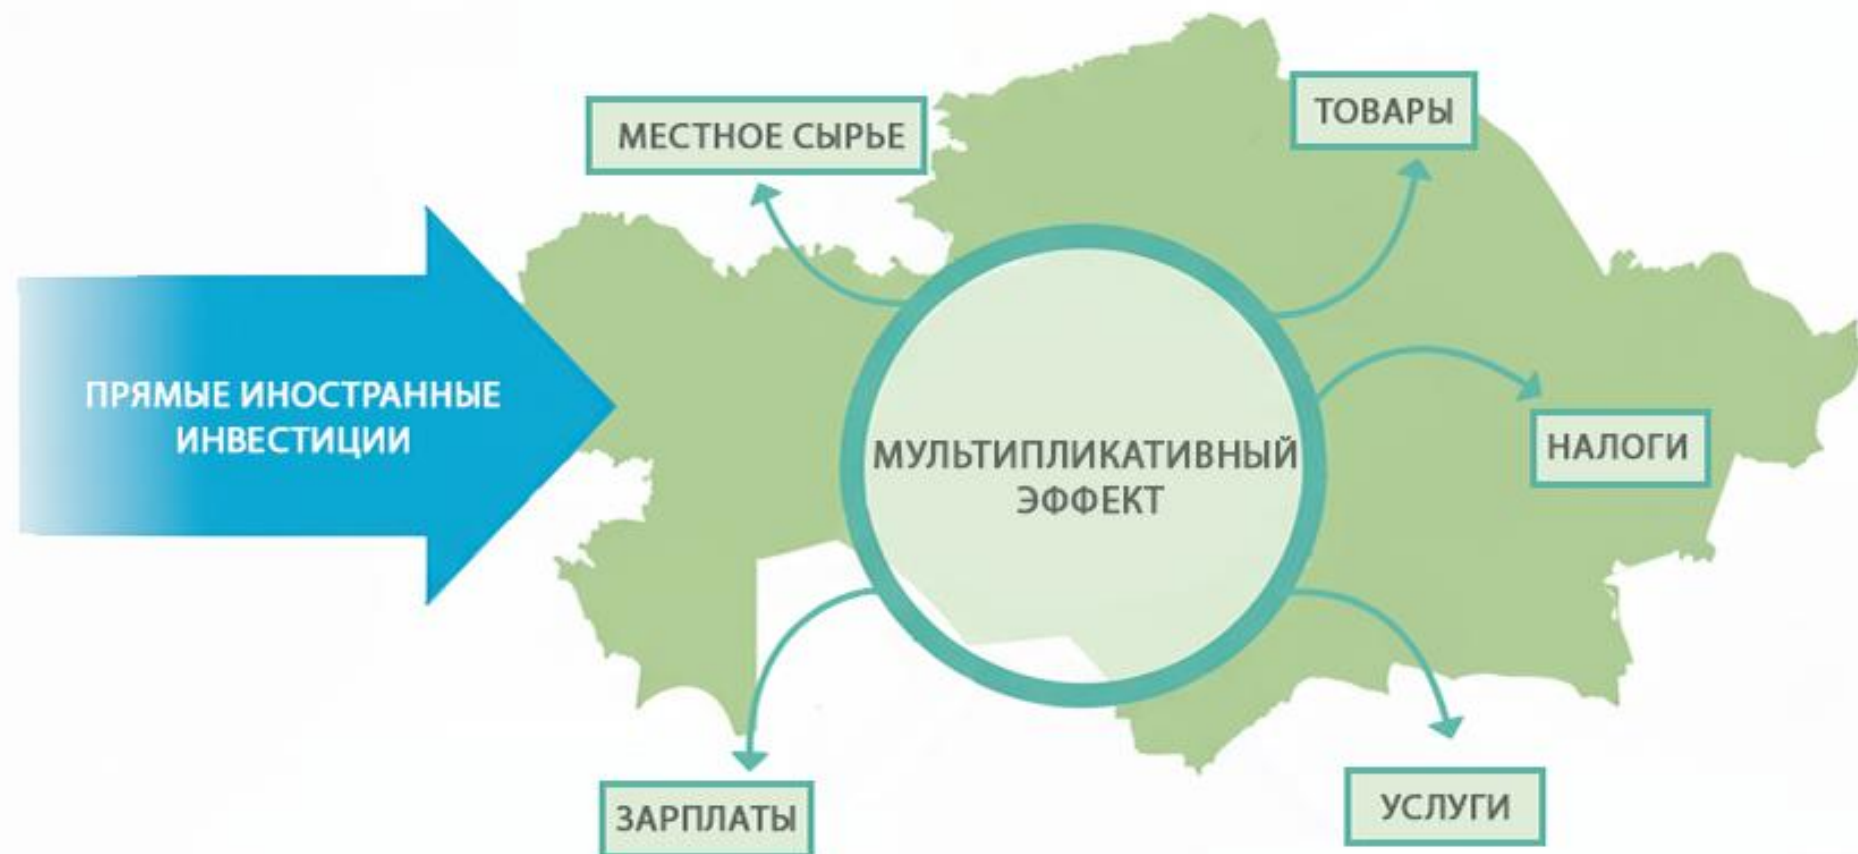 МЕСТНОЕ СЫРЬЕ
ТОВАРЫ
ПРЯМЫЕ ИНОСТРАННЫЕ
ИНВЕСТИЦИИ
МУЛЬТИПЛИКАТИВНЫЙ
ЭФФЕКТ
НАЛОГИ
ЗАРПЛАТЫ
УСЛУГИ